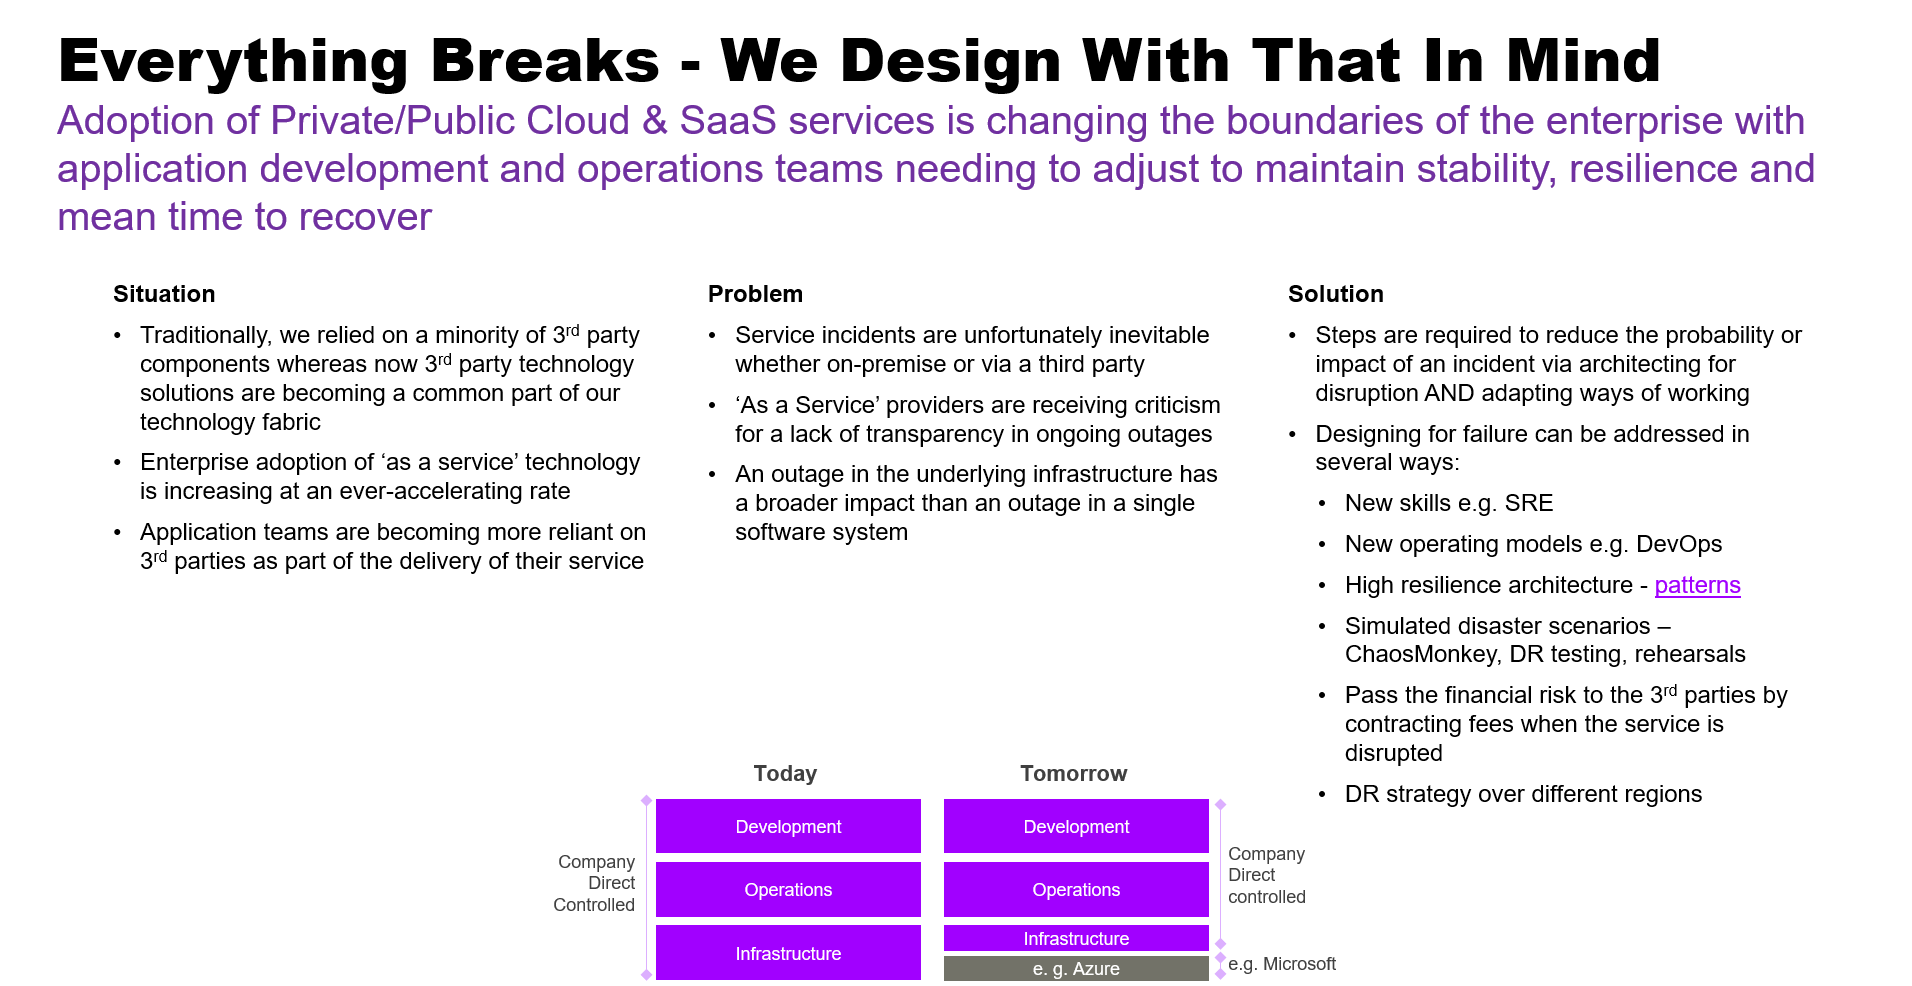 Everything Breaks - We Design With That In Mind
Adoption of Private/Public Cloud & SaaS services is changing the boundaries of the enterprise with
application development and operations teams needing to adjust to maintain stability, resilience and
mean time to recover
Situation
• Traditionally, we relied on a minority of 3rd party
components whereas now 3rd party technology
solutions are becoming a common part of our
technology fabric
• Enterprise adoption of ‘as a service’ technology
is increasing at an ever-accelerating rate
• Application teams are becoming more reliant on
3rd parties as part of the delivery of their service
Problem
• Service incidents are unfortunately inevitable
whether on-premise or via a third party
• ‘As a Service’ providers are receiving criticism
for a lack of transparency in ongoing outages
• An outage in the underlying infrastructure has
a broader impact than an outage in a single
software system
Solution
• Steps are required to reduce the probability or
impact of an incident via architecting for
disruption AND adapting ways of working
• Designing for failure can be addressed in
several ways:
• New skills e.g. SRE
• New operating models e.g. DevOps
• High resilience architecture - patterns
• Simulated disaster scenarios –
ChaosMonkey, DR testing, rehearsals
• Pass the financial risk to the 3rd parties by
contracting fees when the service is
disrupted
• DR strategy over different regions
Today
Company
Direct
Controlled
Development
Operations
Infrastructure
Tomorrow
Development
Operations
Infrastructure
e. g. Azure
Company
Direct
controlled
e.g. Microsoft